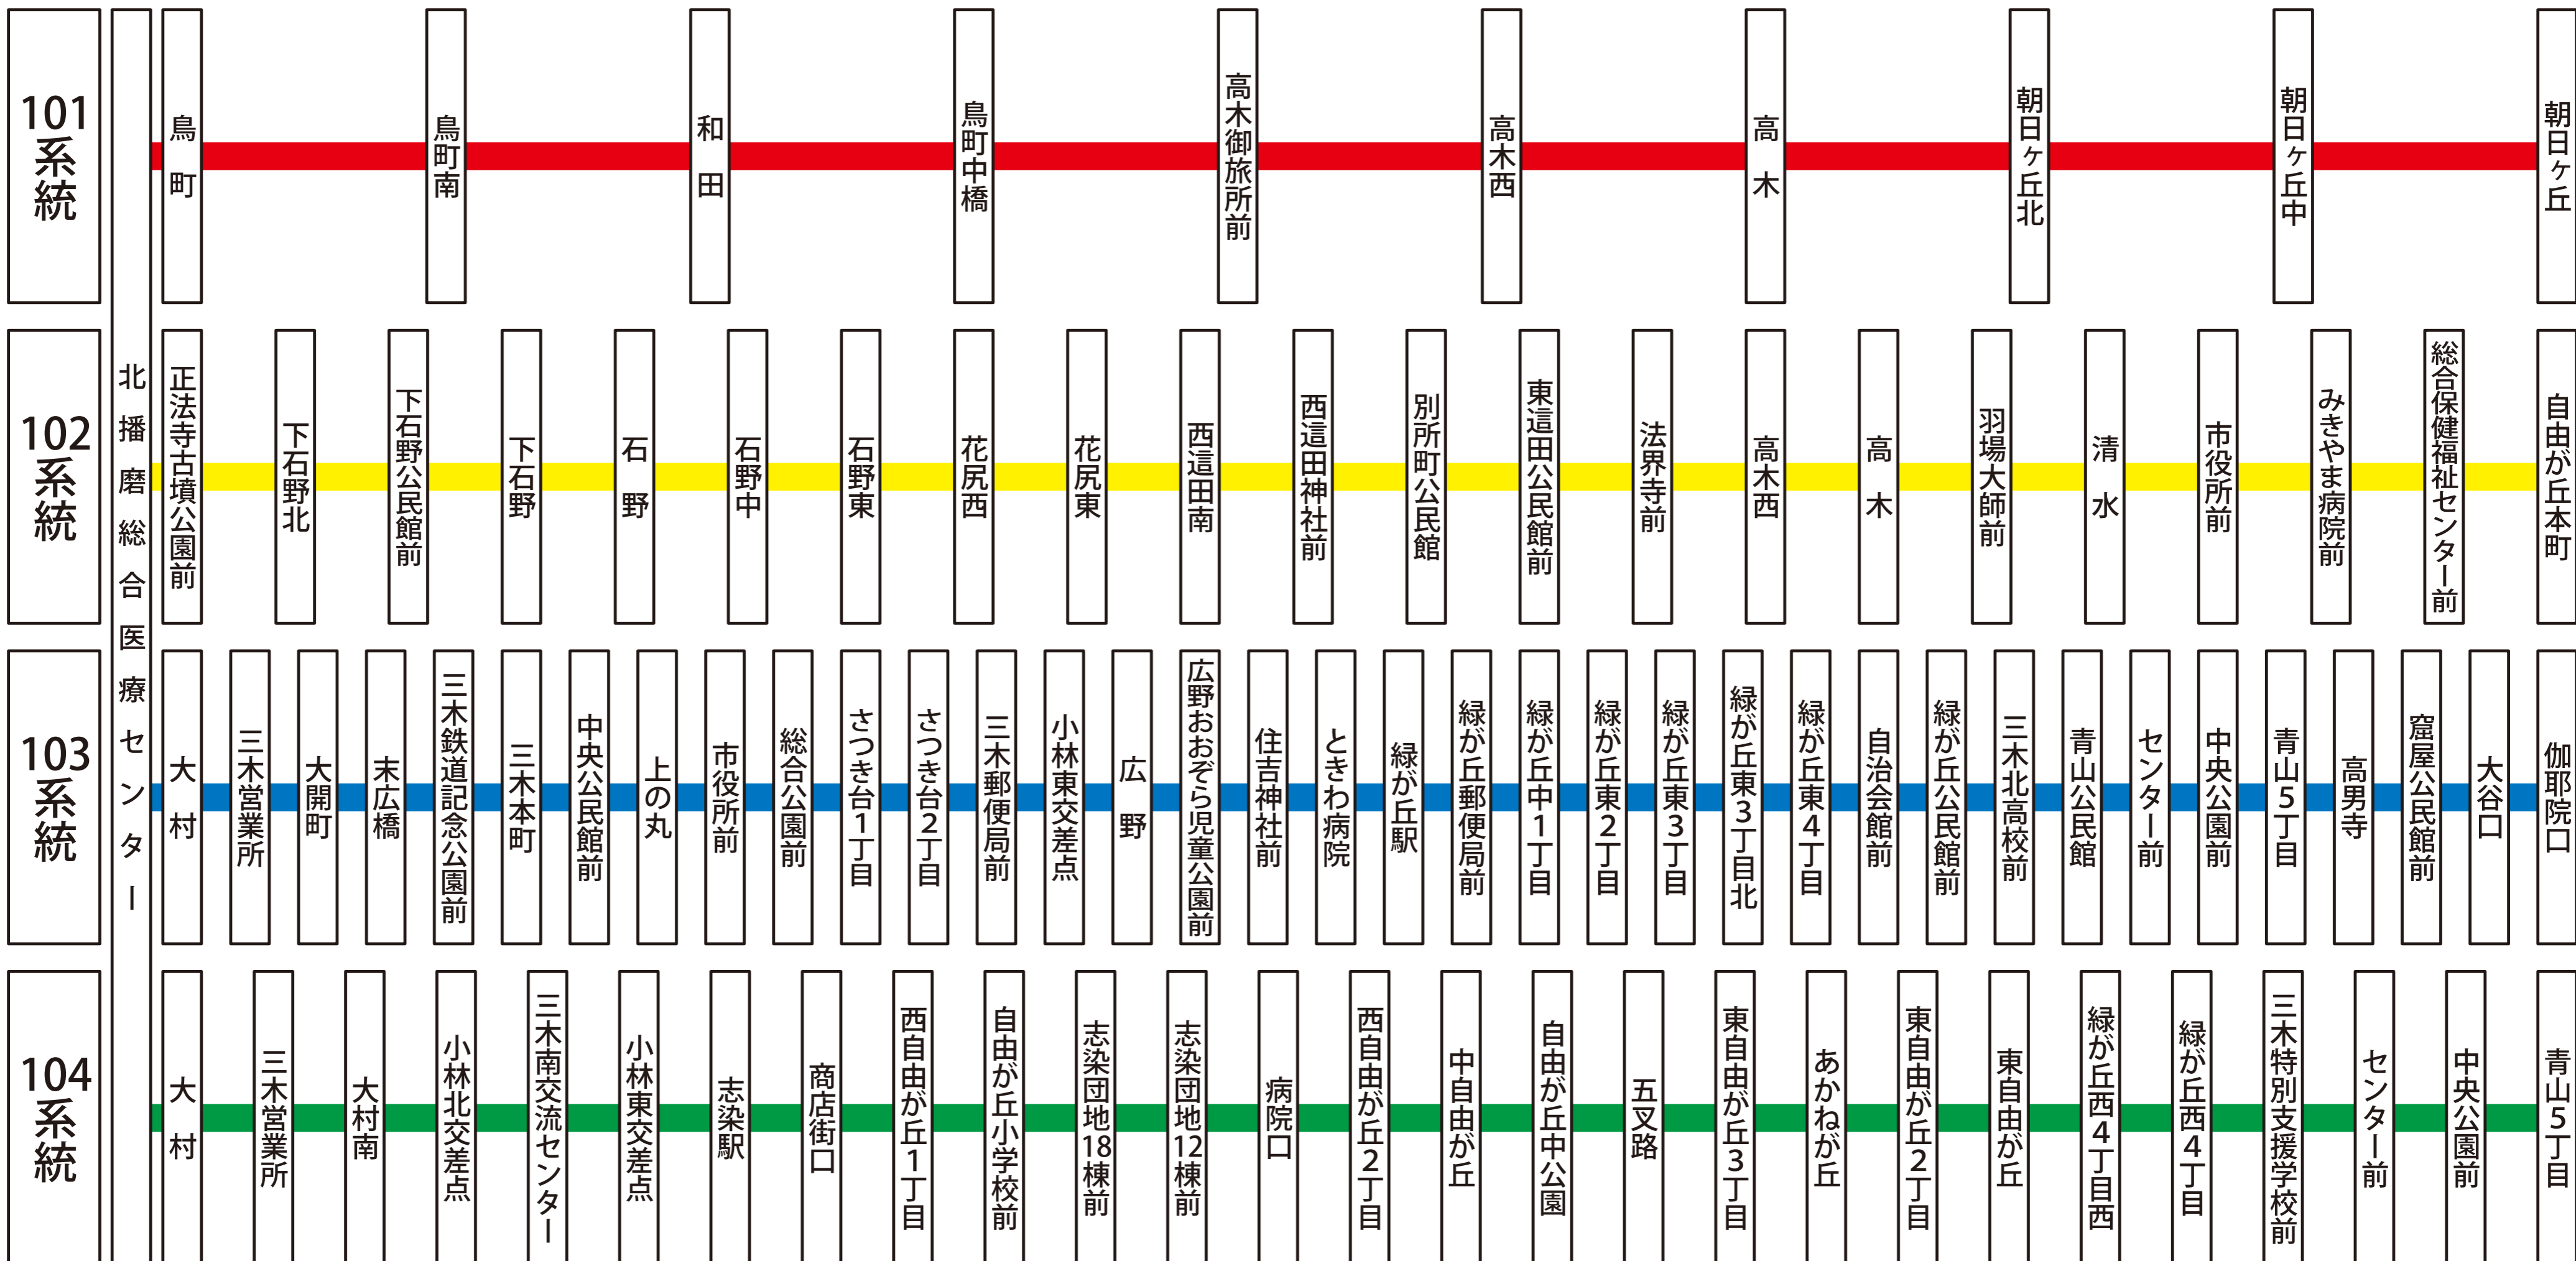 101系統
北播磨総合医療センター
鳥町
鳥町南
和田
鳥町中橋
高木御旅所前
高木西
高木
朝日ヶ丘北
朝日ヶ丘中
朝日ヶ丘
102系統
正法寺古墳公園前
下石野北
下石野公民館前
下石野
石野
石野中
石野東
花尻西
花尻東
西這田南
西這田神社前
別所町公民館
東這田公民館前
法界寺前
高木西
高木
羽場大師前
清水
市役所前
みきやま病院前
総合保健福祉センター前
自由が丘本町
103系統
大村
三木営業所
大開町
末広橋
三木鉄道記念公園前
三木本町
中央公民館前
上の丸
市役所前
総合公園前
さつき台1丁目
さつき台2丁目
三木郵便局前
小林東交差点
広野
広野おおぞら児童公園前
住吉神社前
ときわ病院
緑が丘駅
緑が丘郵便局前
緑が丘中1丁目
緑が丘東2丁目
緑が丘東3丁目
緑が丘東3丁目北
緑が丘東4丁目
自治会館前
緑が丘公民館前
三木北高校前
青山公民館
センター前
中央公園前
青山5丁目
高男寺
窟屋公民館前
大谷口
伽耶院口
104系統
大村
三木営業所
大村南
小林北交差点
三木南交流センター
小林東交差点
志染駅
商店街口
西自由が丘1丁目
自由が丘小学校前
志染団地18棟前
志染団地12棟前
病院口
西自由が丘2丁目
中自由が丘
自由が丘中公園
五叉路
東自由が丘3丁目
あかねが丘
東自由が丘2丁目
東自由が丘
緑が丘西4丁目西
緑が丘西4丁目
三木特別支援学校前
センター前
中央公園前
青山5丁目